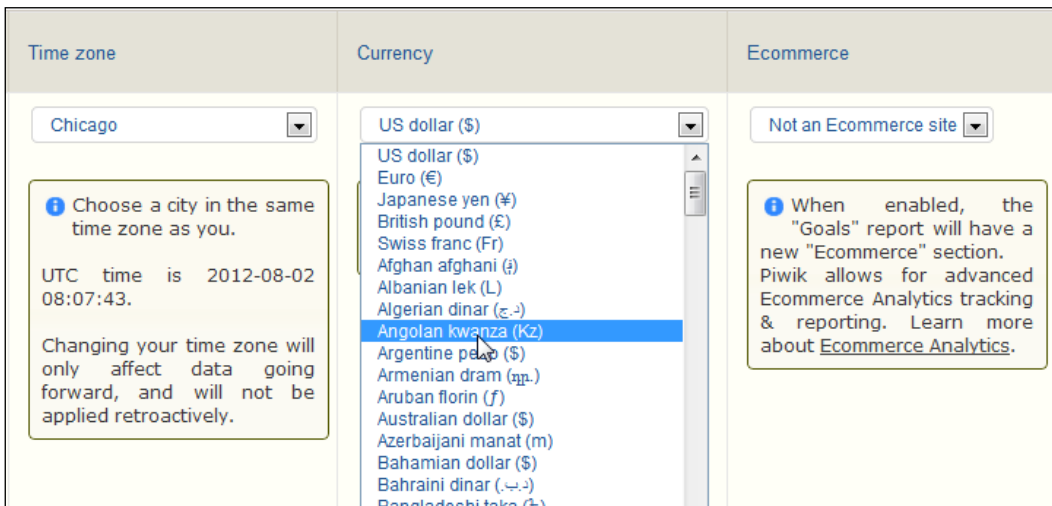 Time zone
Currency
Ecommerce
Chicago
US dollar ($)
Not an Ecommerce site
Choose a city in the same
time zone as you.
UTC time is 2012-08-02
08:07:43.
Changing your time zone will
only affect data going
forward, and will not be
applied retroactively.
US dollar ($)
Euro (€)
Japanese yen (¥)
British pound (£)
Swiss franc (Fr)
Afghan afghani (؋)
Albanian lek (L)
Algerian dinar (د.ج)
Angolan kwanza (Kz)
Argentine peso ($)
Armenian dram (դր.)
Aruban florin (ƒ)
Australian dollar ($)
Azerbaijani manat (m)
Bahamian dollar ($)
Bahraini dinar (.د.ب)
Bangladeshi taka (৳)
When enabled, the
"Goals" report will have a
new "Ecommerce" section.
Piwik allows for advanced
Ecommerce Analytics tracking
& reporting. Learn more
about Ecommerce Analytics.